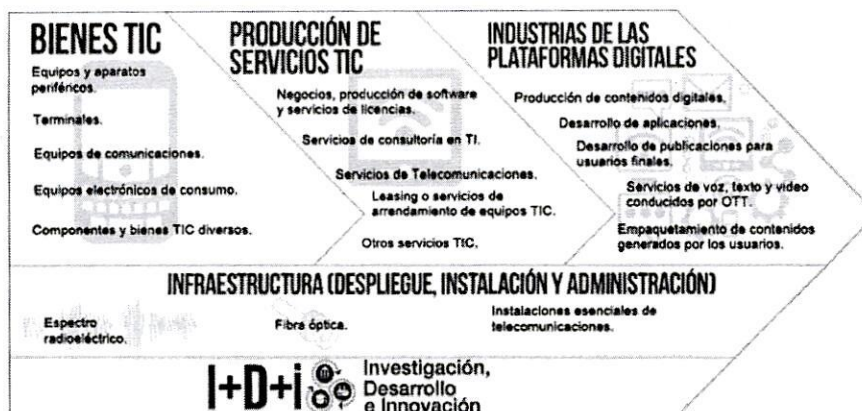 BIENES TIC
Equipos y aparatos
periféricos.
Terminales.
Equipos de comunicaciones.
Equipos electrónicos de consumo.
Componentes y bienes TIC diversos.
PRODUCCIÓN DE
SERVICIOS TIC
Negocios, producción de software
y servicios de licencias.
Servicios de consultoría en TI.
Servicios de Telecomunicaciones.
Leasing o servicios de
arrendamiento de equipos TIC.
Otros servicios TIC.
INDUSTRIAS DE LAS
PLATAFORMAS DIGITALES
Producción de contenidos digitales.
Desarrollo de aplicaciones.
Desarrollo de publicaciones para
usuarios finales.
Servicios de voz, texto y video
conducidos por OTT.
Empaquetamiento de contenidos
generados por los usuarios.
INFRAESTRUCTURA (DESPLIEGUE, INSTALACIÓN Y ADMINISTRACIÓN)
Espectro
radioeléctrico.
Fibra óptica.
Instalaciones esenciales de
telecomunicaciones.
I+D+i
Investigación,
Desarrollo
e Innovación